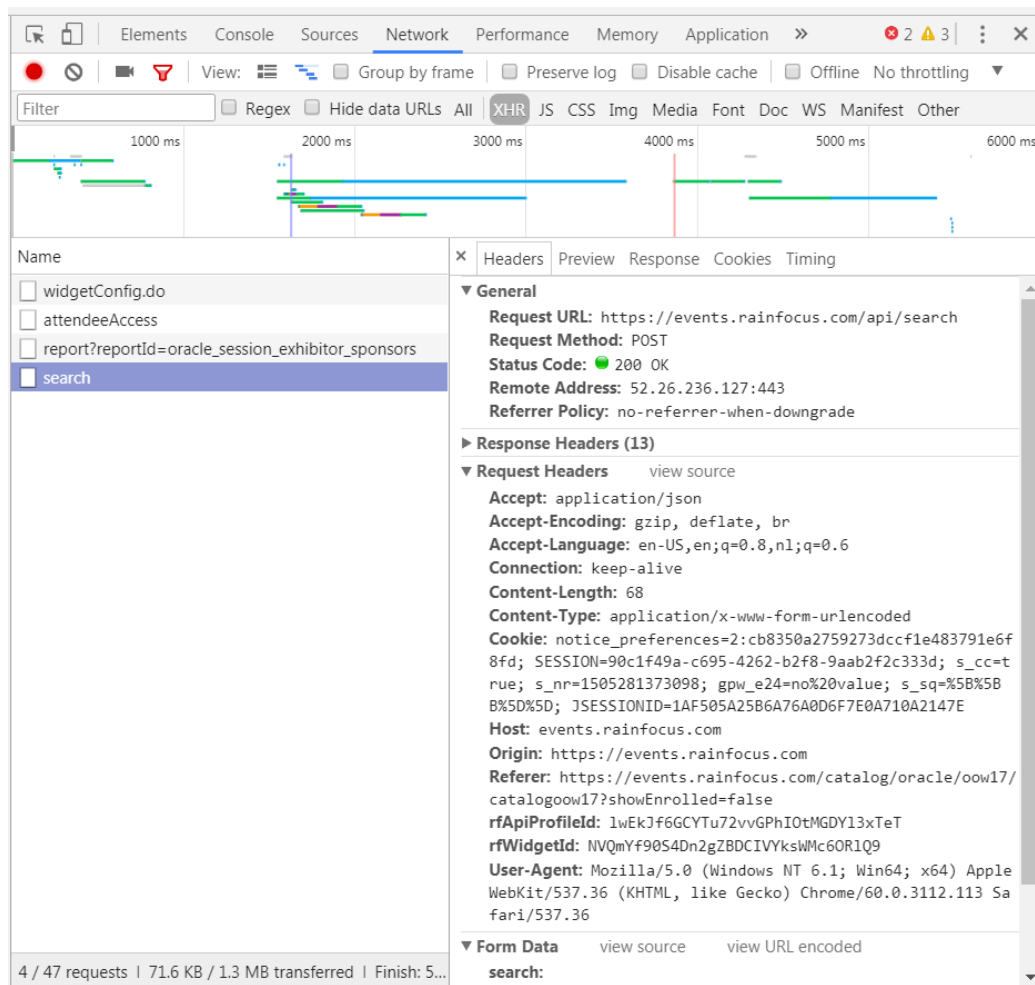 Elements Console Sources Network Performance Memory Application » 2 3
View: Group by frame Preserve log Disable cache Offline No throttling
Filter Regex Hide data URLs All XHR JS CSS Img Media Font Doc WS Manifest Other
1000 ms 2000 ms 3000 ms 4000 ms 5000 ms 6000 ms
Name
widgetConfig.do
attendeeAccess
report?reportId=oracle_session_exhibitor_sponsors
search
4 / 47 requests | 71.6 KB / 1.3 MB transferred | Finish: 5...
× Headers Preview Response Cookies Timing
▼ General
Request URL: https://events.rainfocus.com/api/search
Request Method: POST
Status Code: 200 OK
Remote Address: 52.26.236.127:443
Referrer Policy: no-referrer-when-downgrade
▶ Response Headers (13)
▼ Request Headers view source
Accept: application/json
Accept-Encoding: gzip, deflate, br
Accept-Language: en-US,en;q=0.8,nl;q=0.6
Connection: keep-alive
Content-Length: 68
Content-Type: application/x-www-form-urlencoded
Cookie: notice_preferences=2:cb8350a2759273dccf1e483791e6f
8fd; SESSION=90c1f49a-c695-4262-b2f8-9aab2f2c333d; s_cc=t
rue; s_nr=1505281373098; gpw_e24=no%20value; s_sq=%5B%5B
B%5D%5D; JSESSIONID=1AF505A25B6A76A0D6F7E0A710A2147E
Host: events.rainfocus.com
Origin: https://events.rainfocus.com
Referer: https://events.rainfocus.com/catalog/oracle/oow17/
catalogoow17?showEnrolled=false
rfApiProfileId: lwEkJf6GCYTu72vvGPhIOtMGDYl3xTeT
rfWidgetId: NVQmYf90S4Dn2gZBDCIVYksWMc6ORlQ9
User-Agent: Mozilla/5.0 (Windows NT 6.1; Win64; x64) Apple
WebKit/537.36 (KHTML, like Gecko) Chrome/60.0.3112.113 Sa
fari/537.36
▼ Form Data view source view URL encoded
search: